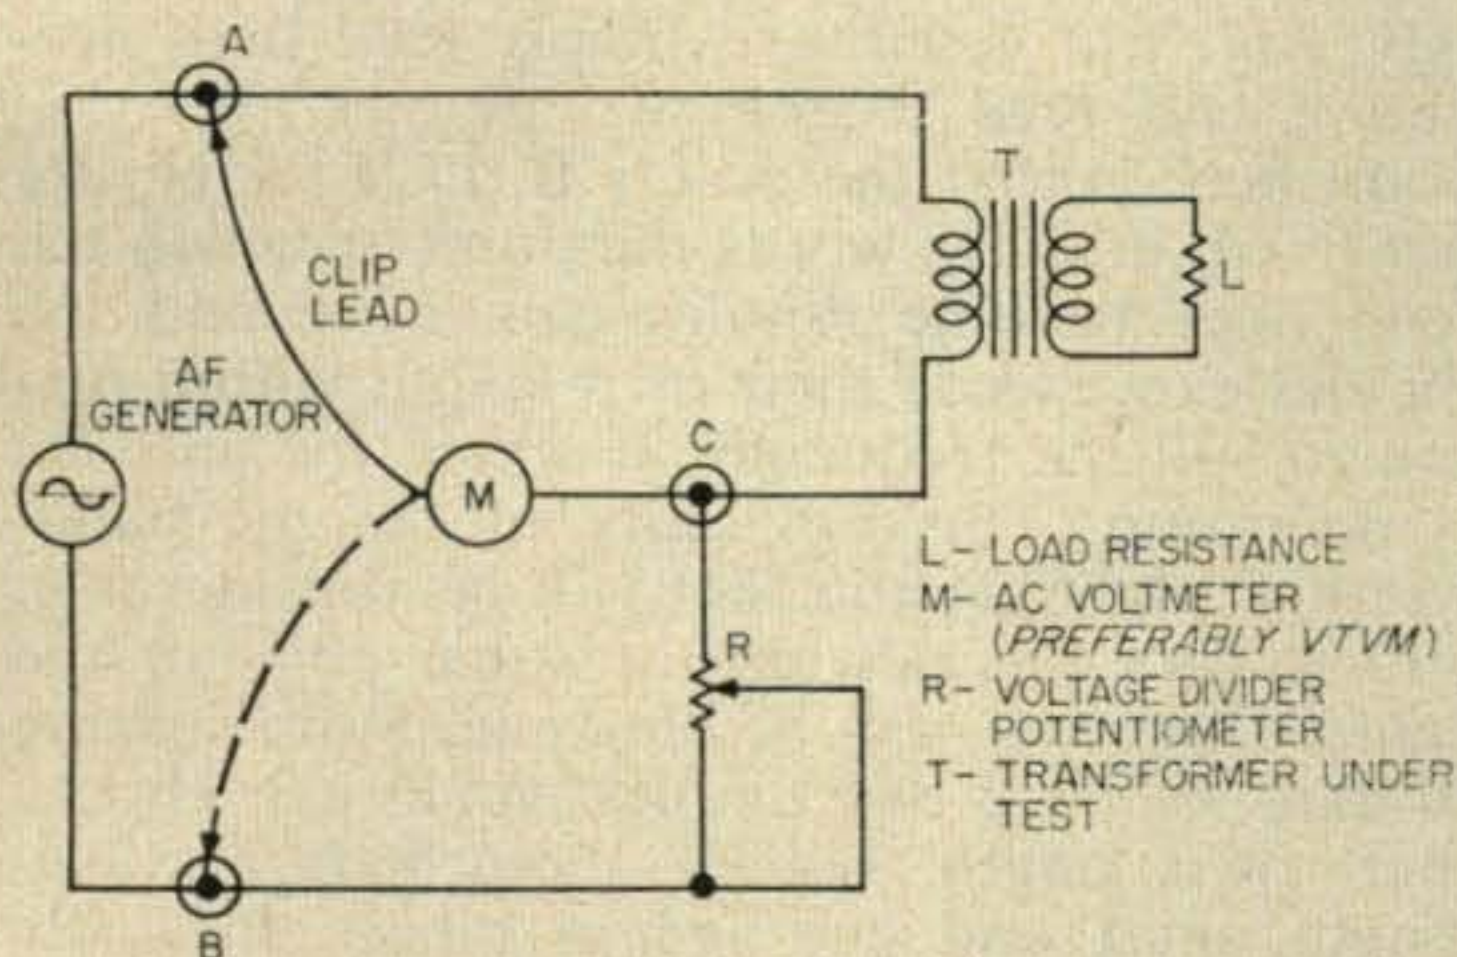 A
T
CLIP
LEAD
L
AF
GENERATOR
C
M
L- LOAD RESISTANCE
M- AC VOLTMETER
(PREFERABLY VTVM)
R
R- VOLTAGE DIVIDER
POTENTIOMETER
T- TRANSFORMER UNDER
TEST
B